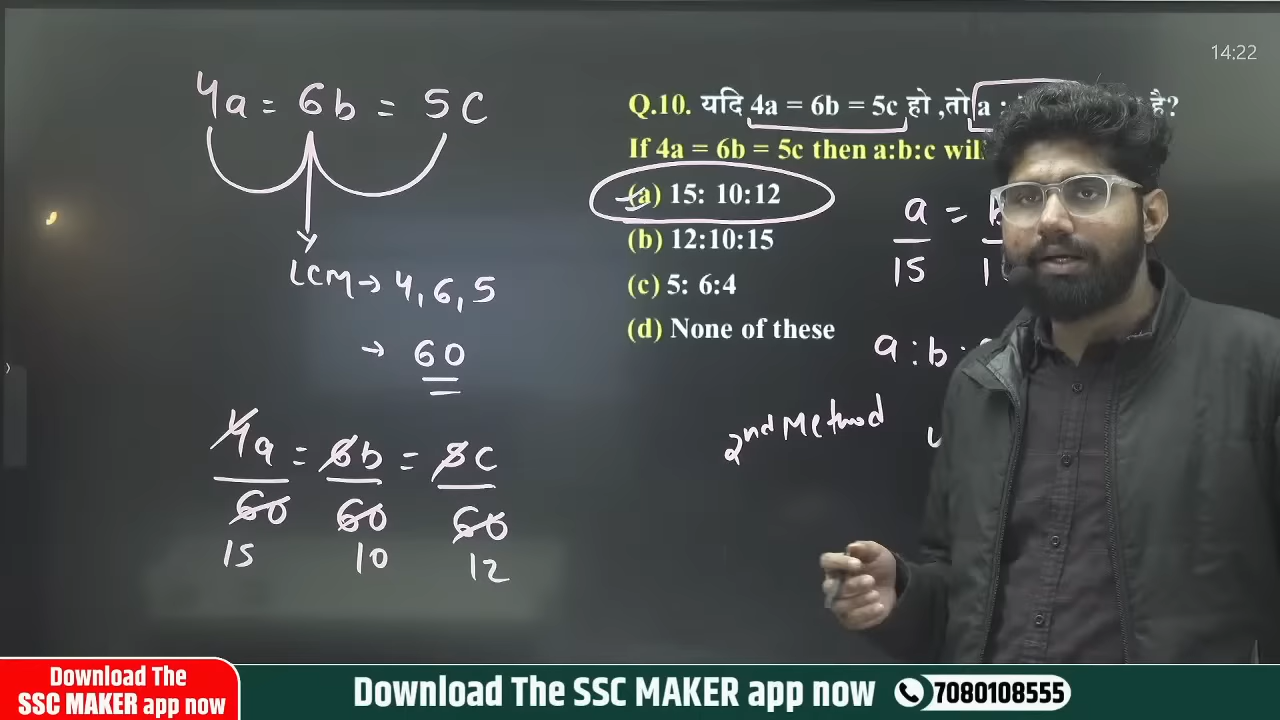 14:22
4a = 6b = 5c
LCM → 4, 6, 5
→ 60
4a = 6b = 5c
60 60 60
15 10 12
Q.10. यदि 4a = 6b = 5c हो ,तो a : है?
If 4a = 6b = 5c then a:b:c
(a) 15: 10:12
(b) 12:10:15
(c) 5: 6:4
(d) None of these
a = b
15
a : b :
2nd Method
Download The
SSC MAKER app now
Download The SSC MAKER app now
7080108555